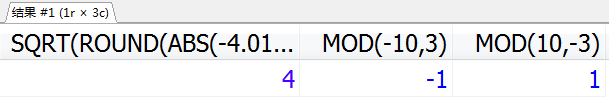 结果 #1 (1r × 3c)
SQRT(ROUND(ABS(-4.01... MOD(-10,3) MOD(10,-3)
4 -1 1